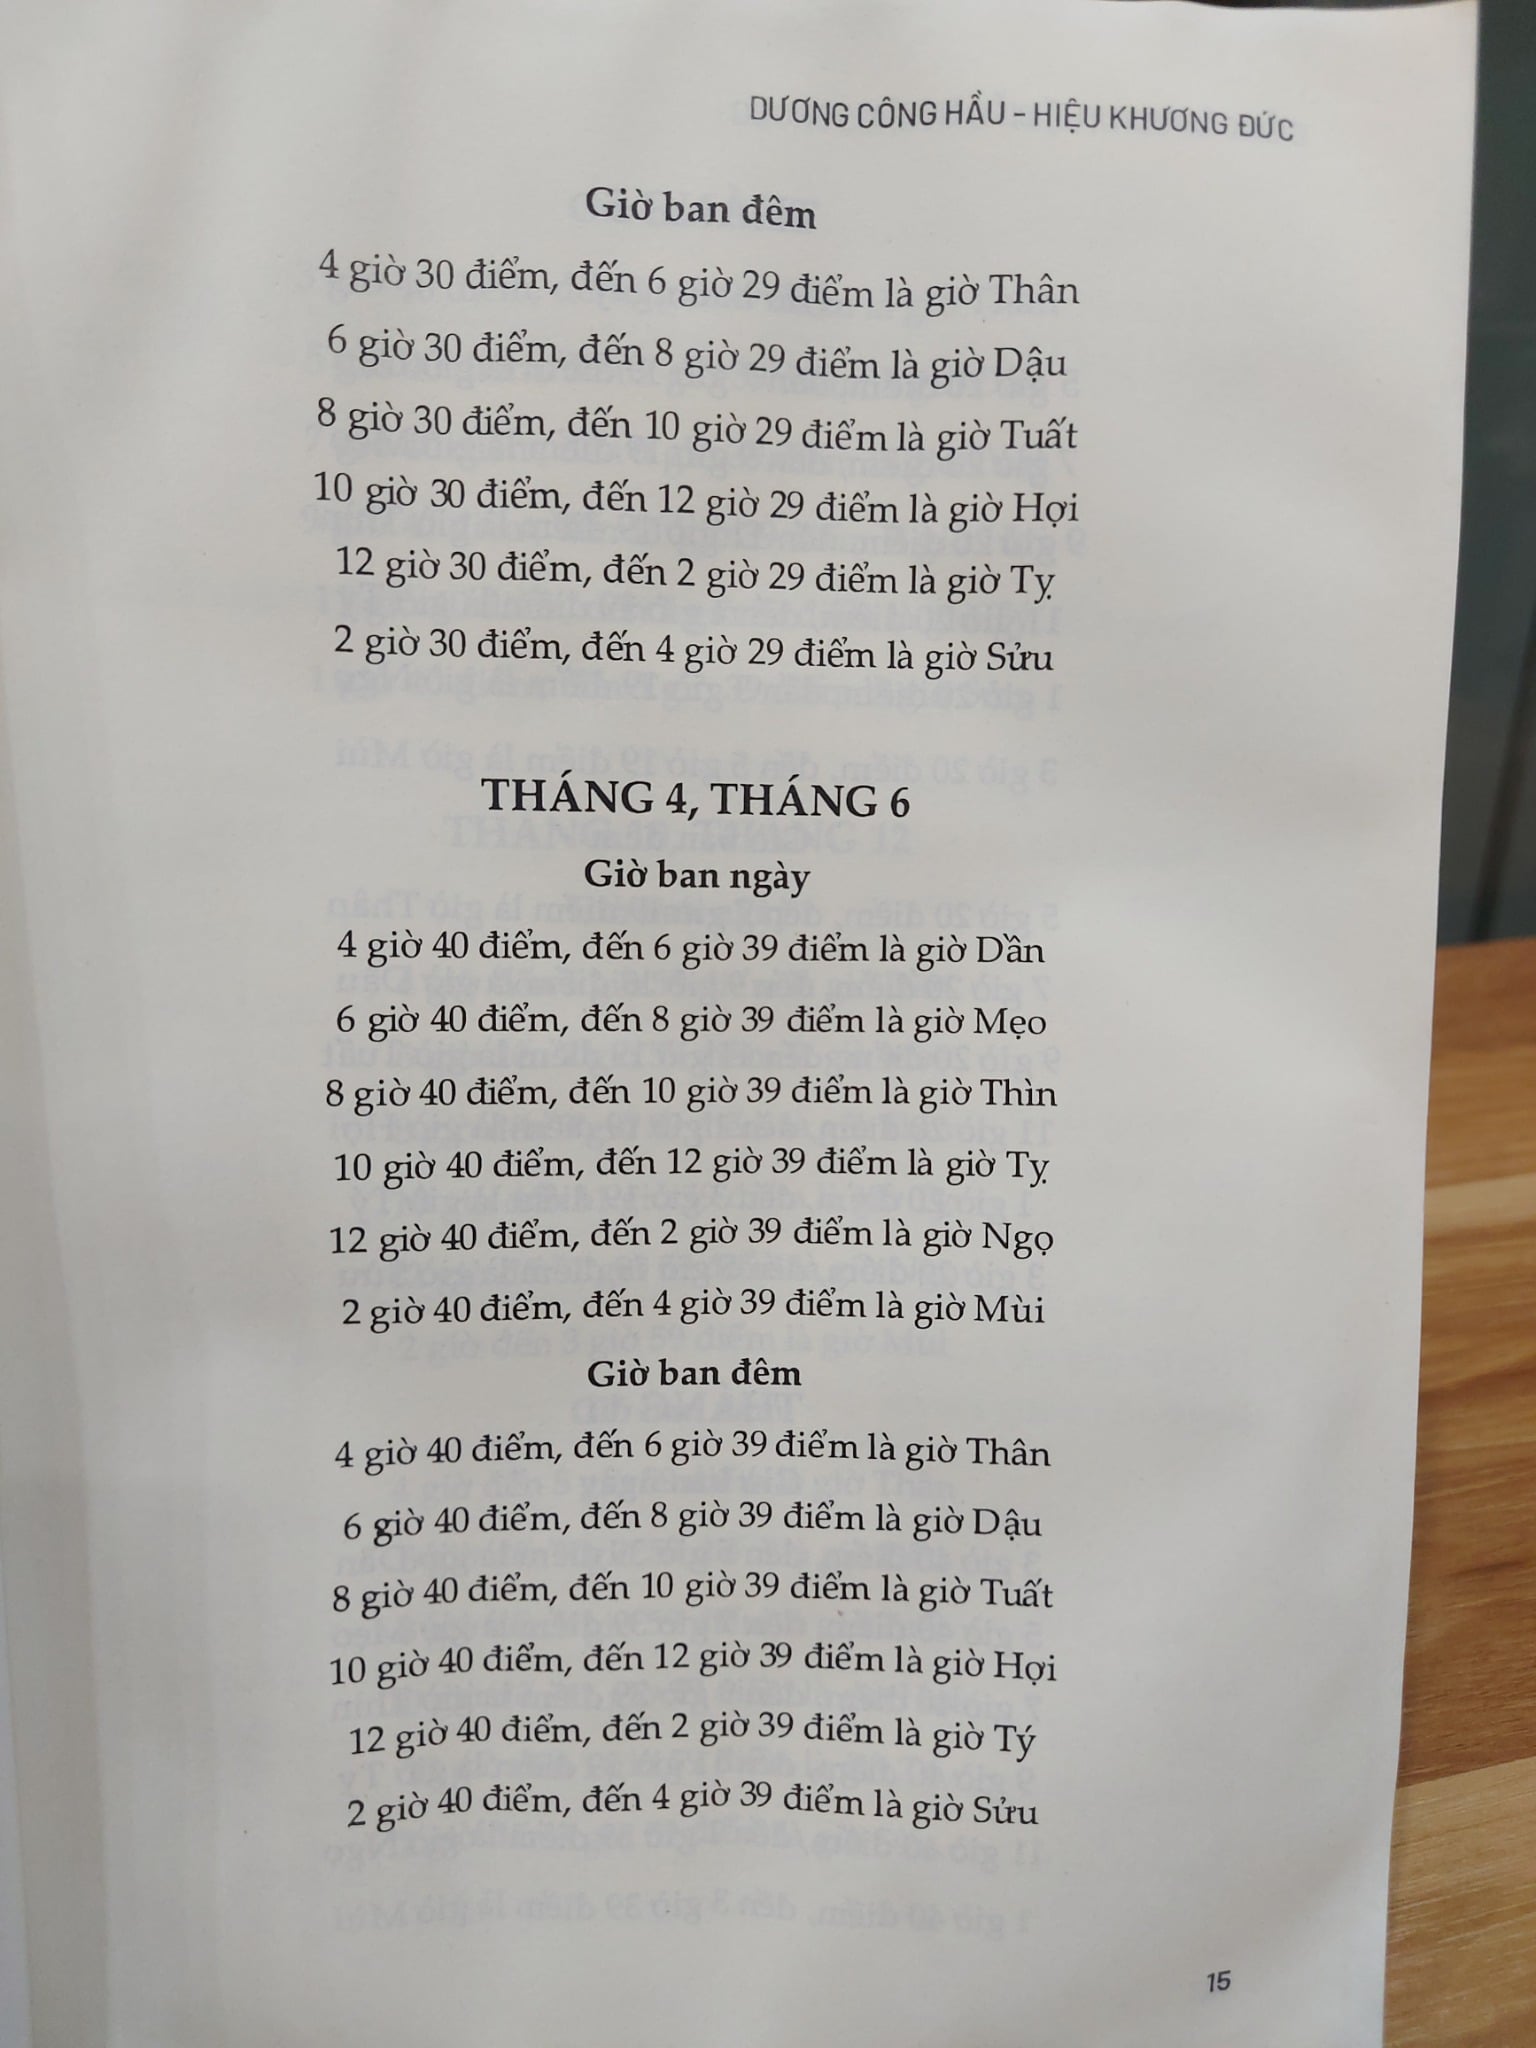 DƯƠNG CÔNG HẦU - HIỆU KHƯƠNG ĐỨC
Giờ ban đêm
4 giờ 30 điểm, đến 6 giờ 29 điểm là giờ Thân
6 giờ 30 điểm, đến 8 giờ 29 điểm là giờ Dậu
8 giờ 30 điểm, đến 10 giờ 29 điểm là giờ Tuất
10 giờ 30 điểm, đến 12 giờ 29 điểm là giờ Hợi
12 giờ 30 điểm, đến 2 giờ 29 điểm là giờ Tỵ
2 giờ 30 điểm, đến 4 giờ 29 điểm là giờ Sửu
THÁNG 4, THÁNG 6
Giờ ban ngày
4 giờ 40 điểm, đến 6 giờ 39 điểm là giờ Dần
6 giờ 40 điểm, đến 8 giờ 39 điểm là giờ Mẹo
8 giờ 40 điểm, đến 10 giờ 39 điểm là giờ Thìn
10 giờ 40 điểm, đến 12 giờ 39 điểm là giờ Tỵ
12 giờ 40 điểm, đến 2 giờ 39 điểm là giờ Ngọ
2 giờ 40 điểm, đến 4 giờ 39 điểm là giờ Mùi
Giờ ban đêm
4 giờ 40 điểm, đến 6 giờ 39 điểm là giờ Thân
6 giờ 40 điểm, đến 8 giờ 39 điểm là giờ Dậu
8 giờ 40 điểm, đến 10 giờ 39 điểm là giờ Tuất
10 giờ 40 điểm, đến 12 giờ 39 điểm là giờ Hợi
12 giờ 40 điểm, đến 2 giờ 39 điểm là giờ Tý
2 giờ 40 điểm, đến 4 giờ 39 điểm là giờ Sửu
15